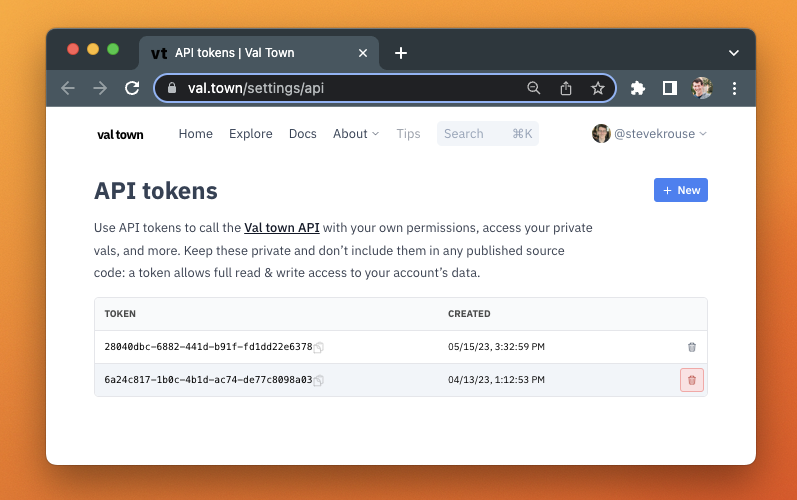 vt API tokens | Val Town
val.town/settings/api
val town Home Explore Docs About Tips Search ⌘K @stevekrouse
API tokens
+ New
Use API tokens to call the Val town API with your own permissions, access your private
vals, and more. Keep these private and don’t include them in any published source
code: a token allows full read & write access to your account’s data.
TOKEN CREATED
28040dbc-6882-441d-b91f-fd1dd22e6378 05/15/23, 3:32:59 PM
6a24c817-1b0c-4b1d-ac74-de77c8098a03 04/13/23, 1:12:53 PM